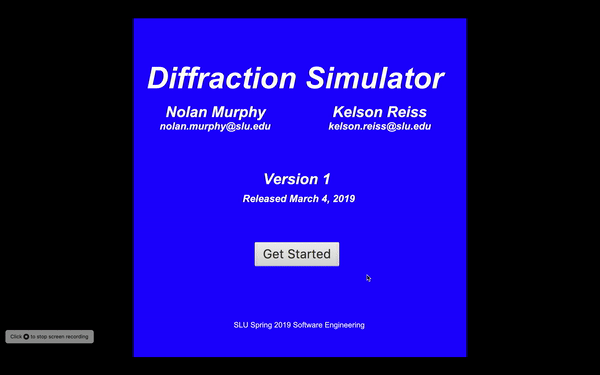 Diffraction Simulator
Nolan Murphy
nolan.murphy@slu.edu
Kelson Reiss
kelson.reiss@slu.edu
Version 1
Released March 4, 2019
Get Started
SLU Spring 2019 Software Engineering
Click to stop screen recording